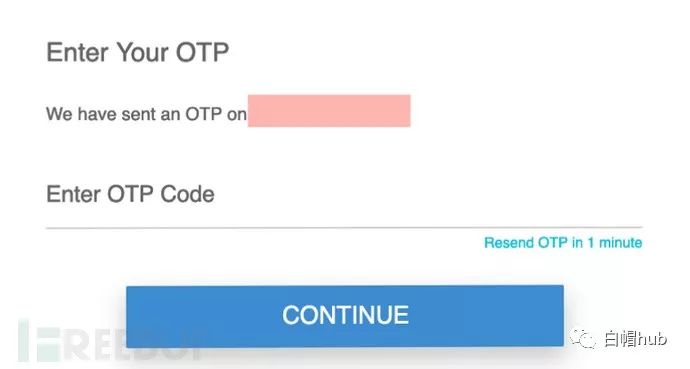 Enter Your OTP
We have sent an OTP on
Enter OTP Code
Resend OTP in 1 minute
CONTINUE
FREEBUF
白帽hub